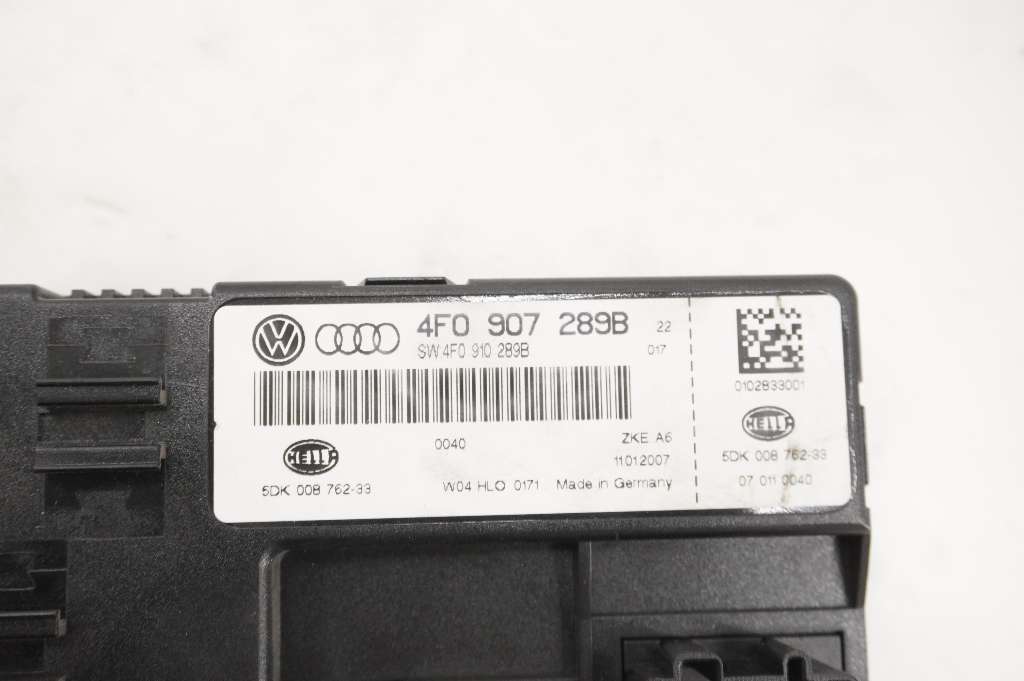 4F0 907 289B 22
SW 4F0 910 289B 017
0040 ZKE A6
11012007
HELLA
5DK 008 762-33
W04 HLO 0171 Made in Germany
0102833001
HELLA
5DK 008 762-33
07 011 0040